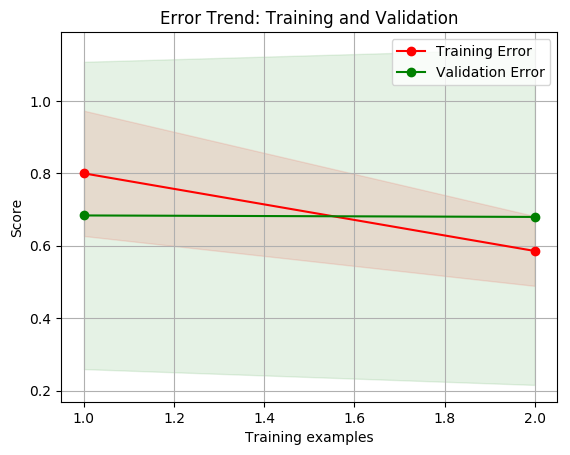 Error Trend: Training and Validation
Training Error
Validation Error
Score
1.0
0.8
0.6
0.4
0.2
1.0 1.2 1.4 1.6 1.8 2.0
Training examples